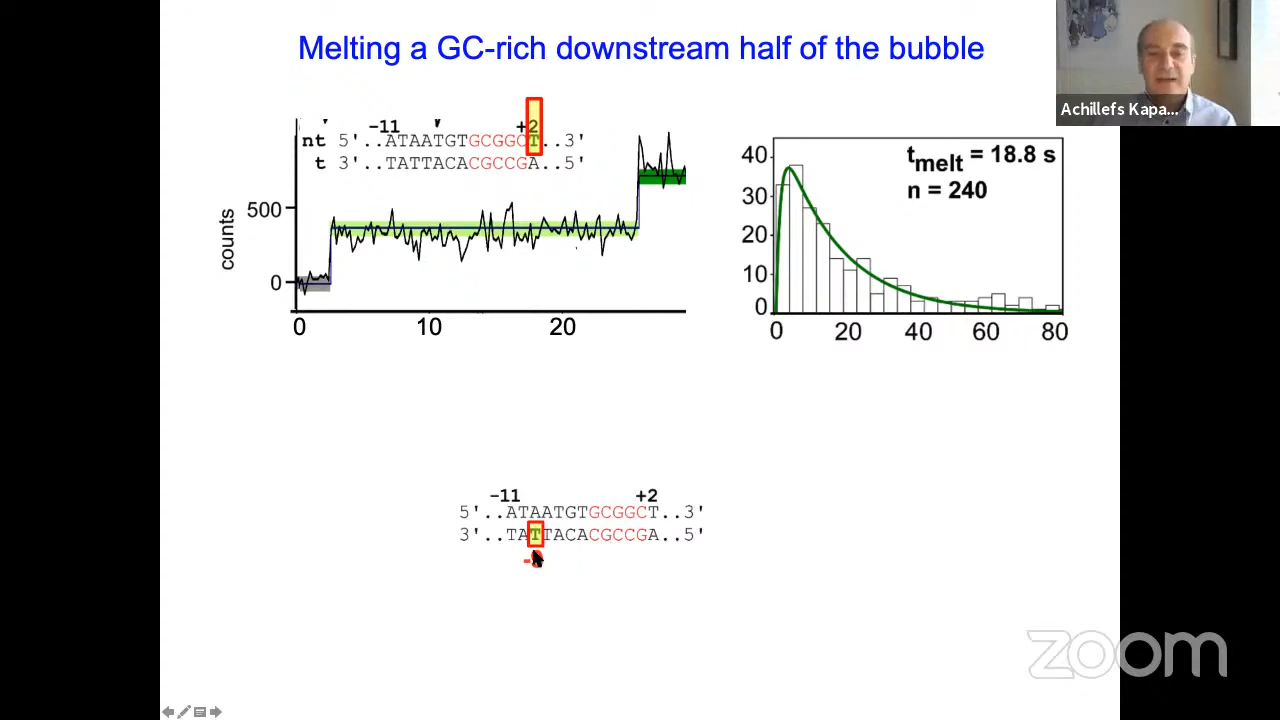 Melting a GC-rich downstream half of the bubble
Achillefs Kapa...
-11 +2
nt 5'..ATAATGTGCGGCT..3'
t 3'..TATTACACGCCGA..5'
counts
500
0
0 10 20
40
30
20
10
0
tmelt = 18.8 s
n = 240
0 20 40 60 80
-11 +2
5'..ATAATGTGCGGCT..3'
3'..TATTACACGCCGA..5'
zoom